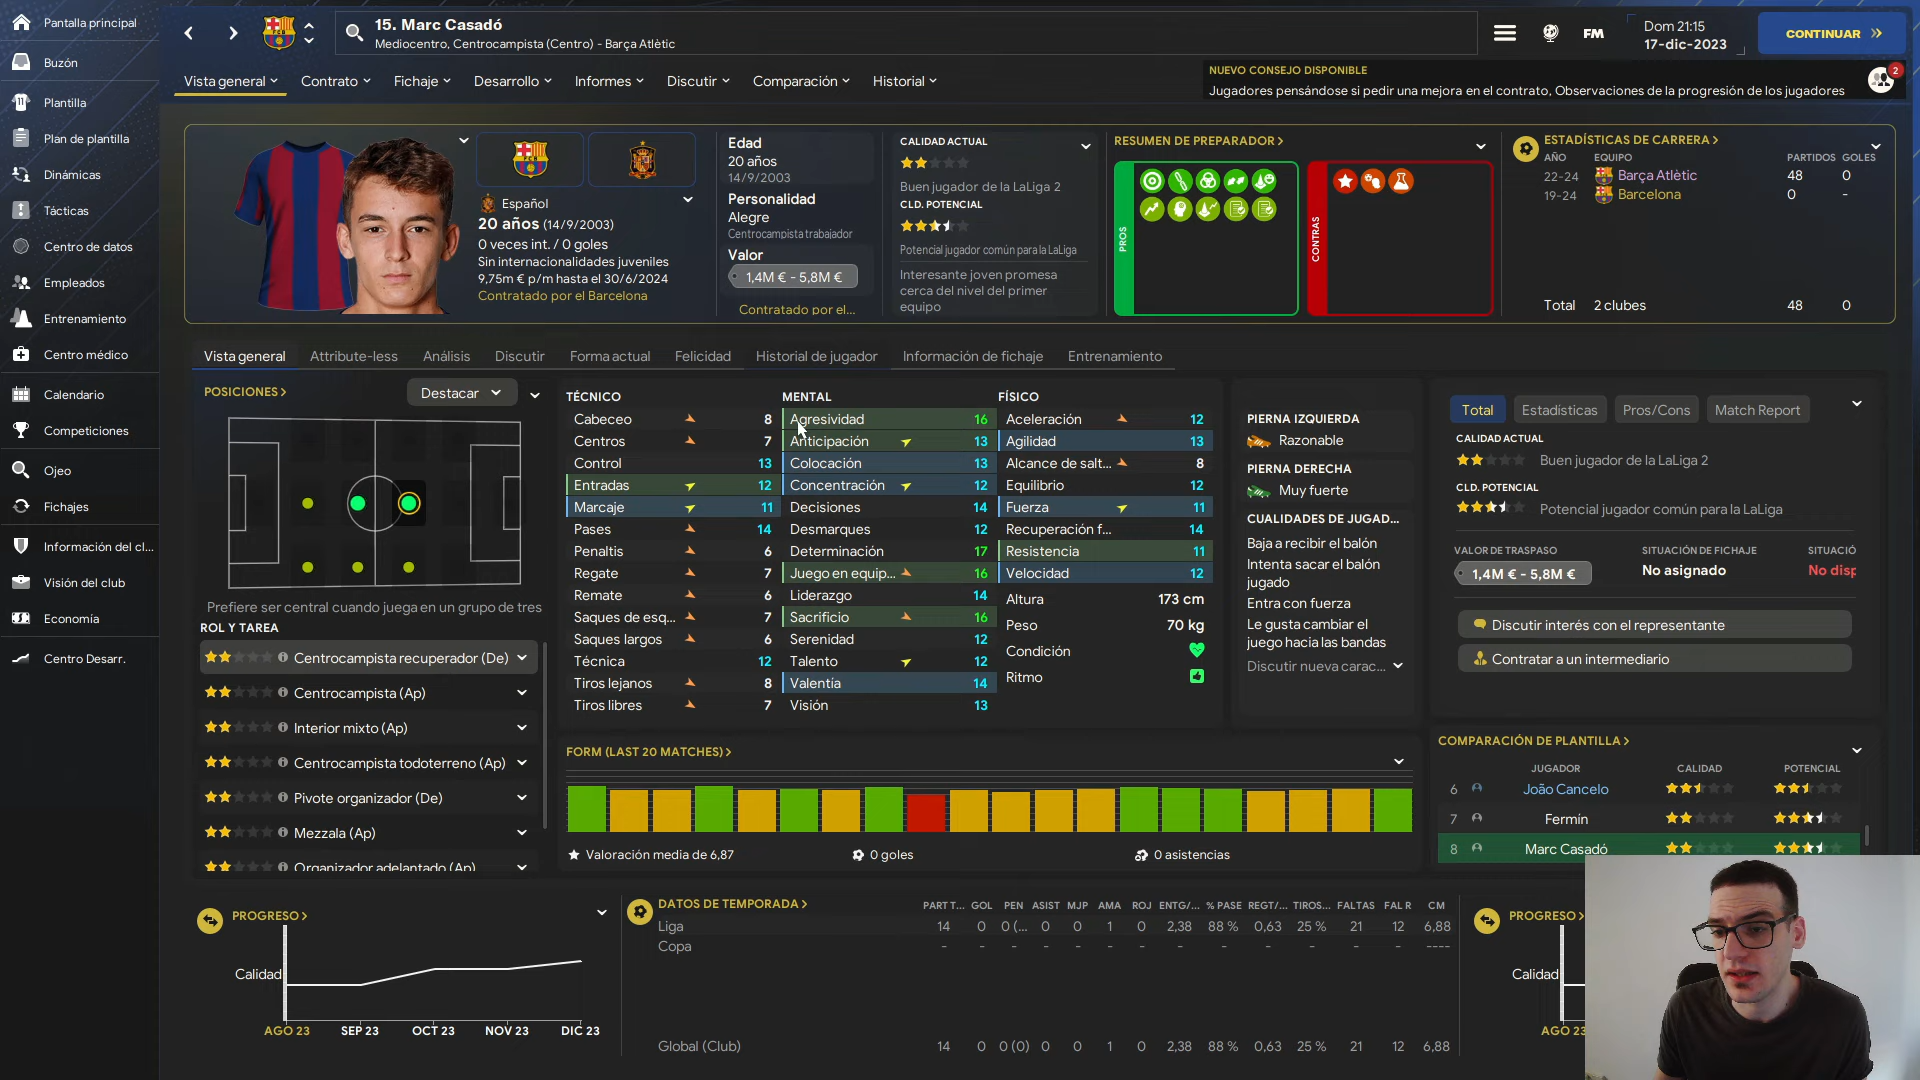 Pantalla principal
Buzón
Plantilla
Plan de plantilla
Dinámicas
Tácticas
Centro de datos
Empleados
Entrenamiento
Centro médico
Calendario
Competiciones
Ojeo
Fichajes
Información del cl...
Visión del club
Economía
Centro Desarr.
15. Marc Casadó
Mediocentro, Centrocampista (Centro) - Barça Atlètic
FM
Dom 21:15
17-dic-2023
CONTINUAR
Vista general
Contrato
Fichaje
Desarrollo
Informes
Discutir
Comparación
Historial
NUEVO CONSEJO DISPONIBLE
Jugadores pensándose si pedir una mejora en el contrato, Observaciones de la progresión de los jugadores
2
Español
20 años (14/9/2003)
0 veces int. / 0 goles
Sin internacionalidades juveniles
9,75m € p/m hasta el 30/6/2024
Contratado por el Barcelona
Edad
20 años
14/9/2003
Personalidad
Alegre
Centrocampista trabajador
Valor
1,4M € - 5,8M €
Contratado por el...
CALIDAD ACTUAL
Buen jugador de la LaLiga 2
CLD. POTENCIAL
Potencial jugador común para la LaLiga
Interesante joven promesa
cerca del nivel del primer
equipo
RESUMEN DE PREPARADOR >
PROS
CONTRAS
ESTADÍSTICAS DE CARRERA >
AÑO EQUIPO PARTIDOS GOLES
22-24 Barça Atlètic 48 0
19-24 Barcelona 0 -
Total 2 clubes 48 0
Vista general
Attribute-less
Análisis
Discutir
Forma actual
Felicidad
Historial de jugador
Información de fichaje
Entrenamiento
POSICIONES >
Destacar
Prefiere ser central cuando juega en un grupo de tres
ROL Y TAREA
Centrocampista recuperador (De)
Centrocampista (Ap)
Interior mixto (Ap)
Centrocampista todoterreno (Ap)
Pivote organizador (De)
Mezzala (Ap)
Organizador adelantado (Ap)
TÉCNICO
Cabeceo 8
Centros 7
Control 13
Entradas 12
Marcaje 11
Pases 14
Penaltis 6
Regate 7
Remate 6
Saques de esq... 7
Saques largos 6
Técnica 12
Tiros lejanos 8
Tiros libres 7
MENTAL
Agresividad 16
Anticipación 13
Colocación 13
Concentración 12
Decisiones 14
Desmarques 12
Determinación 17
Juego en equip... 16
Liderazgo 14
Sacrificio 16
Serenidad 12
Talento 12
Valentía 14
Visión 13
FÍSICO
Aceleración 12
Agilidad 13
Alcance de salt... 8
Equilibrio 12
Fuerza 11
Recuperación f... 14
Resistencia 11
Velocidad 12
Altura 173 cm
Peso 70 kg
Condición
Ritmo
PIERNA IZQUIERDA
Razonable
PIERNA DERECHA
Muy fuerte
CUALIDADES DE JUGAD...
Baja a recibir el balón
Intenta sacar el balón
jugado
Entra con fuerza
Le gusta cambiar el
juego hacia las bandas
Discutir nueva carac...
Total
Estadísticas
Pros/Cons
Match Report
CALIDAD ACTUAL
Buen jugador de la LaLiga 2
CLD. POTENCIAL
Potencial jugador común para la LaLiga
VALOR DE TRASPASO
1,4M € - 5,8M €
SITUACIÓN DE FICHAJE
No asignado
SITUACIÓ
No disp
Discutir interés con el representante
Contratar a un intermediario
FORM (LAST 20 MATCHES) >
Valoración media de 6,87
0 goles
0 asistencias
COMPARACIÓN DE PLANTILLA >
JUGADOR CALIDAD POTENCIAL
6 João Cancelo
7 Fermín
8 Marc Casadó
PROGRESO >
Calidad
AGO 23 SEP 23 OCT 23 NOV 23 DIC 23
DATOS DE TEMPORADA >
PART T... GOL PEN ASIST MJP AMA ROJ ENTG/... % PASE REGT/... TIROS... FALTAS FAL R CM
Liga 14 0 0 (... 0 0 1 0 2,38 88 % 0,63 25 % 21 12 6,88
Copa - - - - - - - - - - - - - ----
Global (Club) 14 0 0 (0) 0 0 1 0 2,38 88 % 0,63 25 % 21 12 6,88
PROGRESO >
Calidad
AGO 23